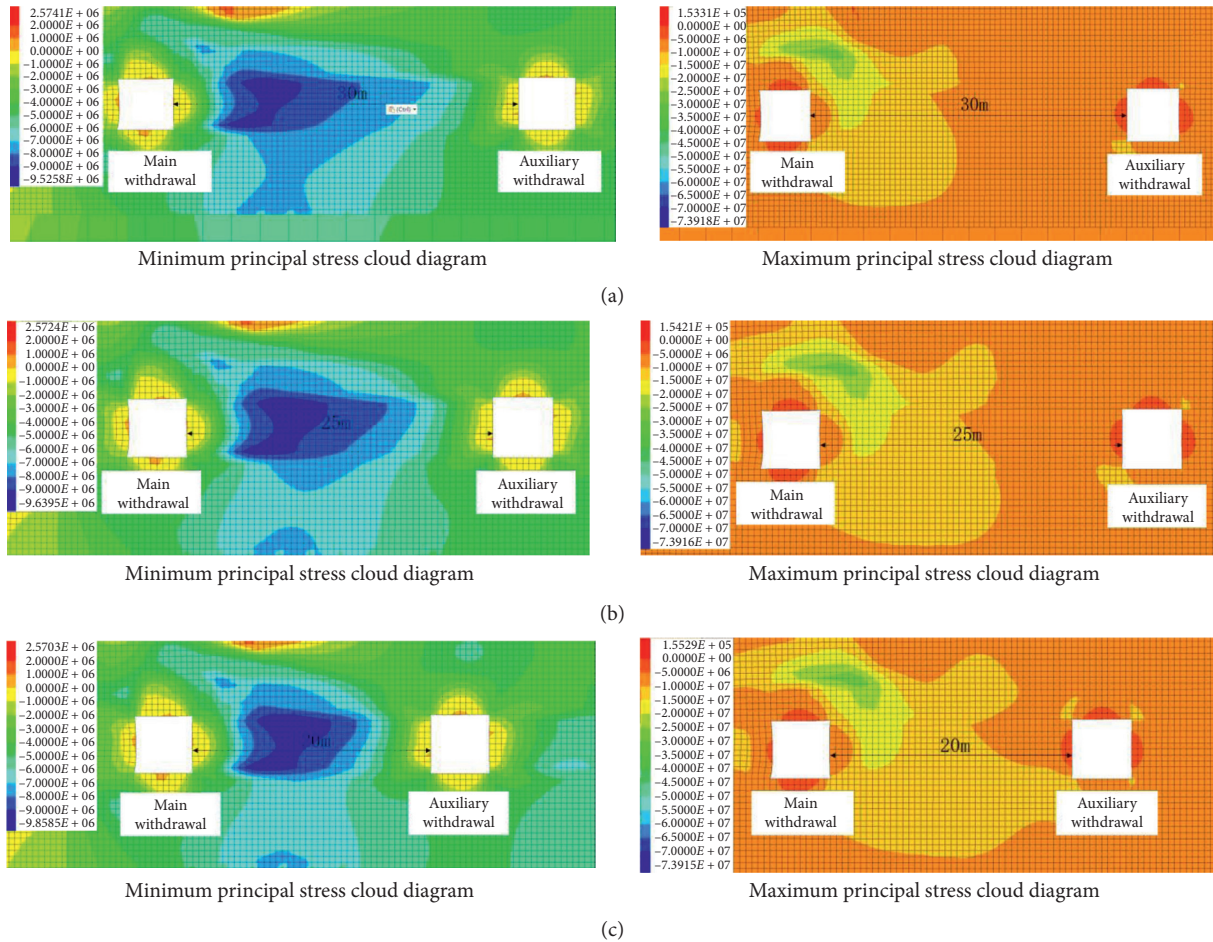 2.5741E + 06
2.0000E + 06
1.0000E + 06
0.0000E + 00
–1.0000E + 06
–2.0000E + 06
–3.0000E + 06
–4.0000E + 06
–5.0000E + 06
–6.0000E + 06
–7.0000E + 06
–8.0000E + 06
–9.0000E + 06
–9.5258E + 06
30m
(Ctrl)
Main
withdrawal
Auxiliary
withdrawal
Minimum principal stress cloud diagram
1.5331E + 05
0.0000E + 00
–5.0000E + 06
–1.0000E + 07
–1.5000E + 07
–2.0000E + 07
–2.5000E + 07
–3.0000E + 07
–3.5000E + 07
–4.0000E + 07
–4.5000E + 07
–5.0000E + 07
–5.5000E + 07
–6.0000E + 07
–6.5000E + 07
–7.0000E + 07
–7.3918E + 07
30m
Main
withdrawal
Auxiliary
withdrawal
Maximum principal stress cloud diagram
(a)
2.5724E + 06
2.0000E + 06
1.0000E + 06
0.0000E + 00
–1.0000E + 06
–2.0000E + 06
–3.0000E + 06
–4.0000E + 06
–5.0000E + 06
–6.0000E + 06
–7.0000E + 06
–8.0000E + 06
–9.0000E + 06
–9.6395E + 06
25m
Main
withdrawal
Auxiliary
withdrawal
Minimum principal stress cloud diagram
1.5421E + 05
0.0000E + 00
–5.0000E + 06
–1.0000E + 07
–1.5000E + 07
–2.0000E + 07
–2.5000E + 07
–3.0000E + 07
–3.5000E + 07
–4.0000E + 07
–4.5000E + 07
–5.0000E + 07
–5.5000E + 07
–6.0000E + 07
–6.5000E + 07
–7.0000E + 07
–7.3916E + 07
25m
Main
withdrawal
Auxiliary
withdrawal
Maximum principal stress cloud diagram
(b)
2.5703E + 06
2.0000E + 06
1.0000E + 06
0.0000E + 00
–1.0000E + 06
–2.0000E + 06
–3.0000E + 06
–4.0000E + 06
–5.0000E + 06
–6.0000E + 06
–7.0000E + 06
–8.0000E + 06
–9.0000E + 06
–9.8585E + 06
20m
Main
withdrawal
Auxiliary
withdrawal
Minimum principal stress cloud diagram
1.5529E + 05
0.0000E + 00
–5.0000E + 06
–1.0000E + 07
–1.5000E + 07
–2.0000E + 07
–2.5000E + 07
–3.0000E + 07
–3.5000E + 07
–4.0000E + 07
–4.5000E + 07
–5.0000E + 07
–5.5000E + 07
–6.0000E + 07
–6.5000E + 07
–7.0000E + 07
–7.3915E + 07
20m
Main
withdrawal
Auxiliary
withdrawal
Maximum principal stress cloud diagram
(c)